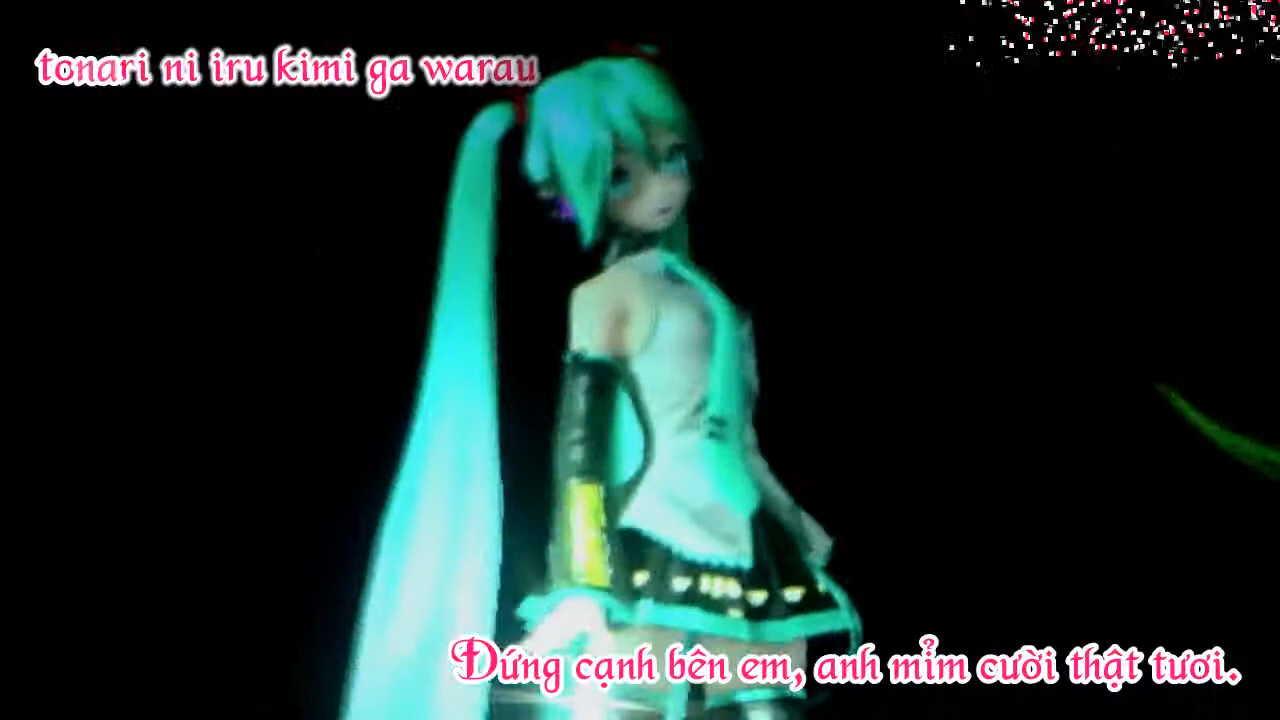 tonari ni iru kimi ga warau
Đứng cạnh bên em, anh mỉm cười thật tươi.